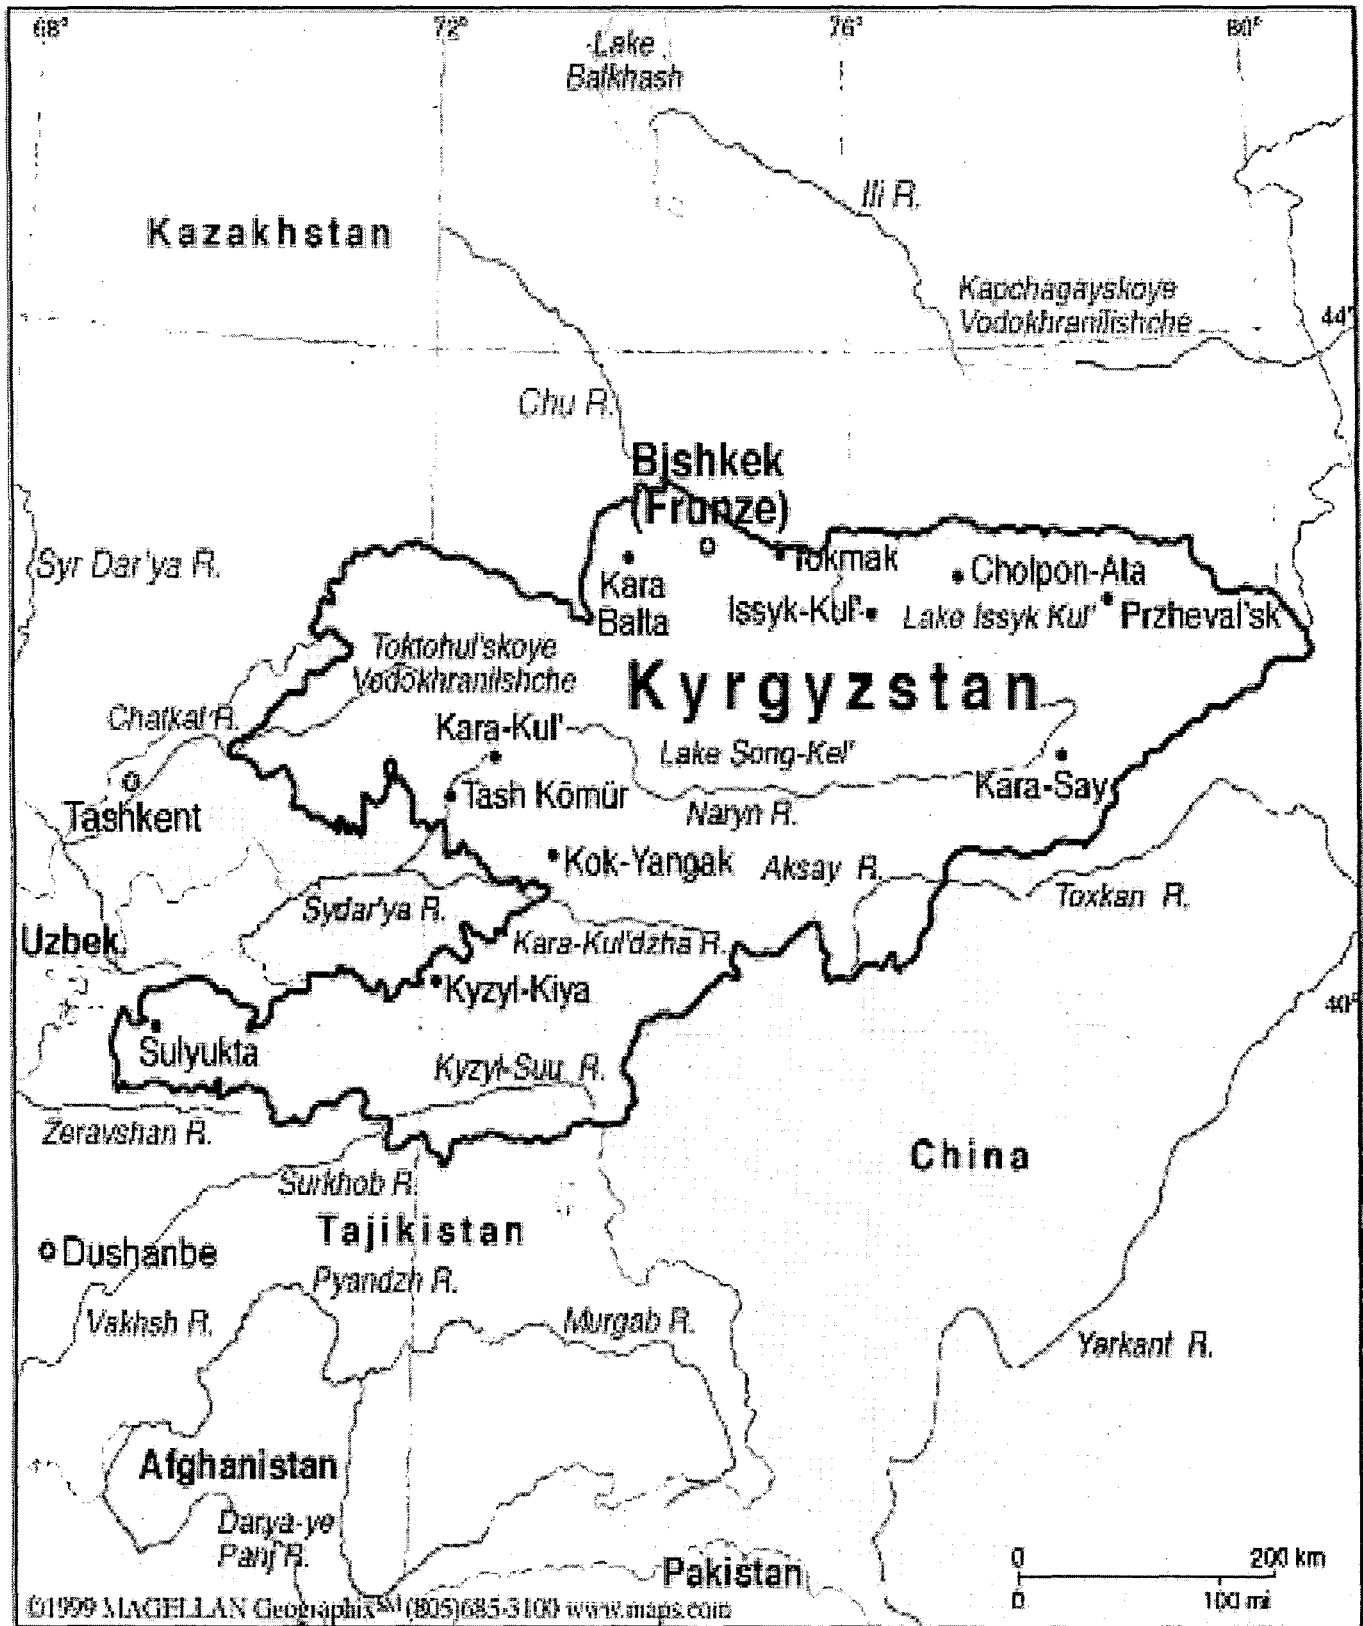 68° 72° 76° 80°
Lake
Balkhash
Ili R.
Kazakhstan
Kapchagayskoye
Vodokhranilishche
44°
Chu R.
Bishkek
(Frunze)
Syr Dar'ya R.
Tokmak
Cholpon-Ata
Kara
Balta
Issyk-Kul'
Lake Issyk Kul'
Przheval'sk
Toktohul'skoye
Vodokhranilshche
Kyrgyzstan
Chatkal R.
Kara-Kul'
Lake Song-Kel'
Tashkent
Tash Kömür
Naryn R.
Kara-Say
Kok-Yangak
Aksay R.
Toxkan R.
Sydar'ya R.
Uzbek.
Kara-Kul'dzha R.
Kyzyl-Kiya
40°
Sulyukta
Kyzyl-Suu R.
Zeravshan R.
China
Surkhob R.
Tajikistan
Dushanbe
Pyandzh R.
Vakhsh R.
Murgab R.
Yarkant R.
Afghanistan
Darya-ye
Panj R.
Pakistan
0 200 km
0 100 mi
©1999 MAGELLAN Geographix℠ (805)685-3100 www.maps.com